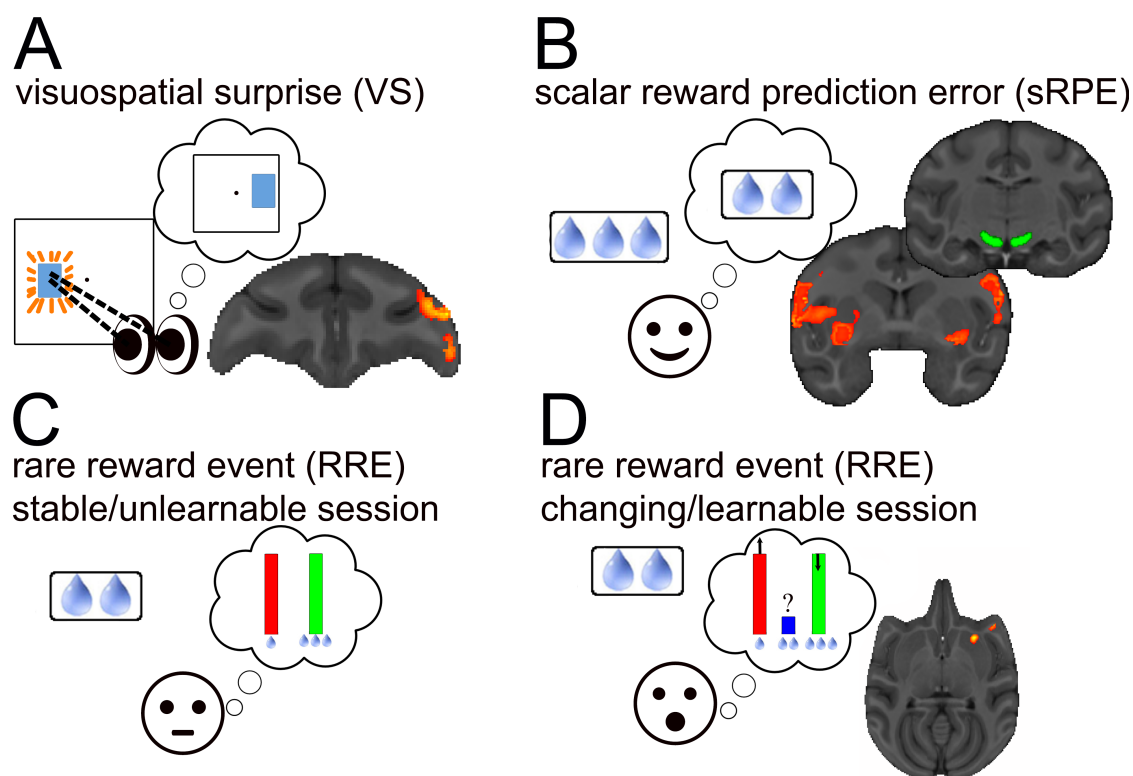 A
visuospatial surprise (VS)
B
scalar reward prediction error (sRPE)
C
rare reward event (RRE)
stable/unlearnable session
D
rare reward event (RRE)
changing/learnable session
?